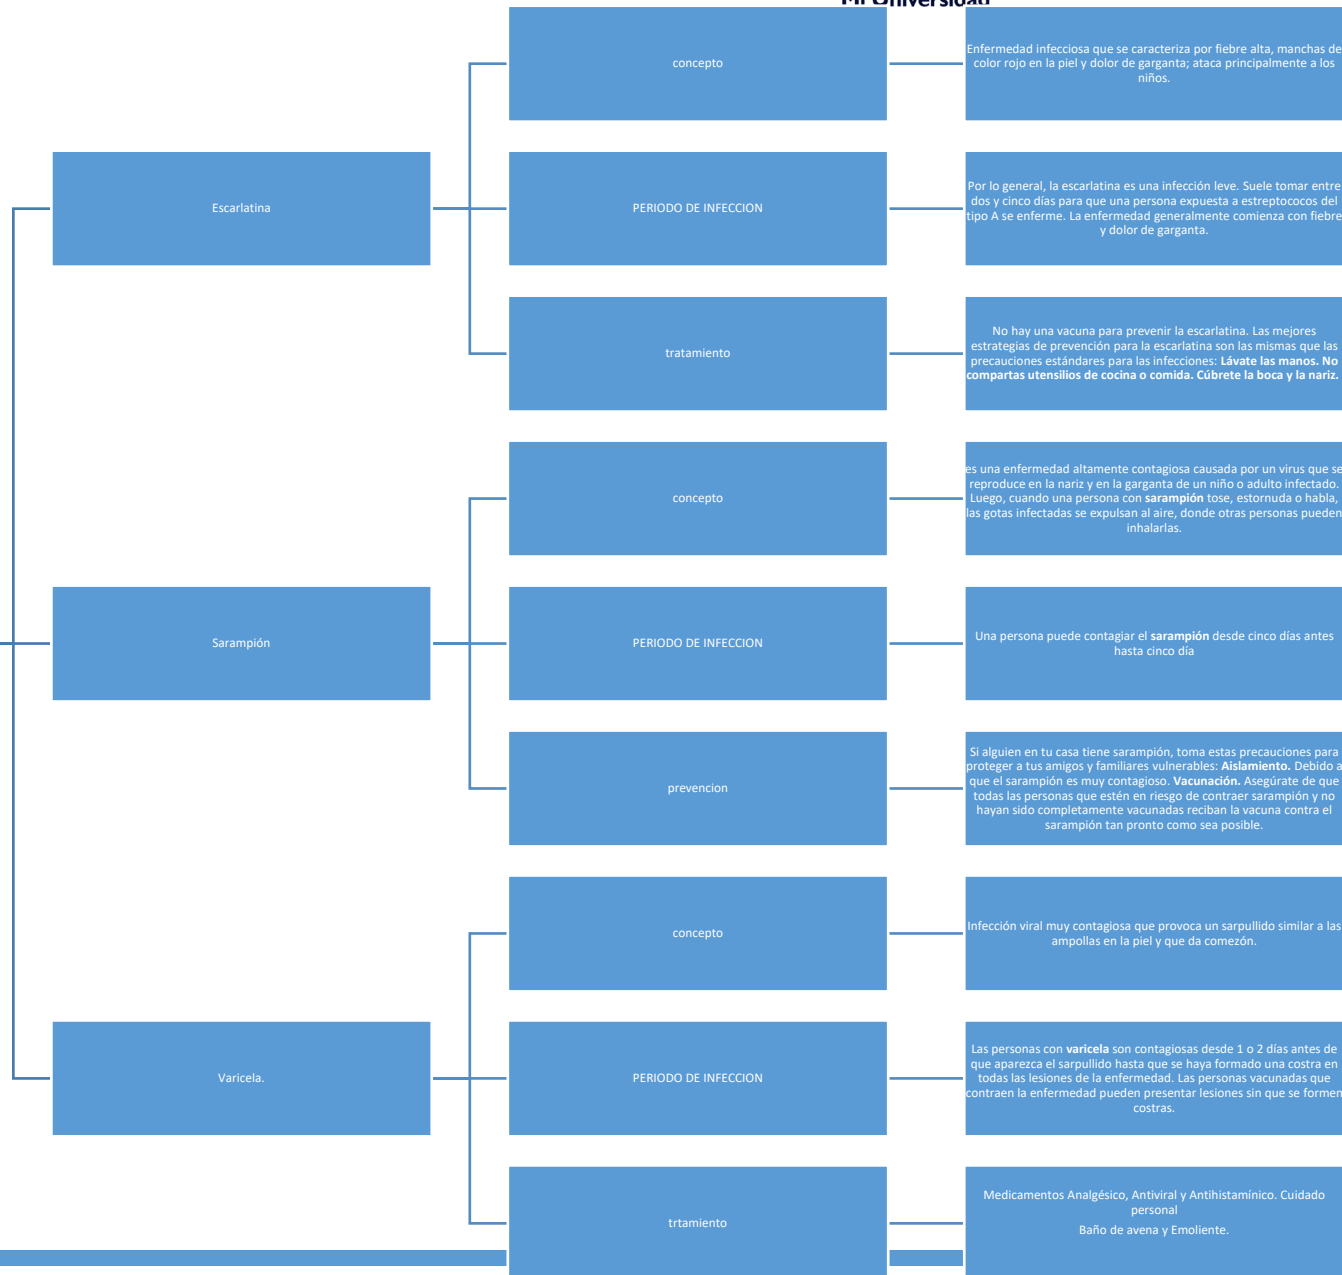 Mi Universidad
concepto
Enfermedad infecciosa que se caracteriza por fiebre alta, manchas de
color rojo en la piel y dolor de garganta; ataca principalmente a los
niños.
Escarlatina
PERIODO DE INFECCION
Por lo general, la escarlatina es una infección leve. Suele tomar entre
dos y cinco días para que una persona expuesta a estreptococos del
tipo A se enferme. La enfermedad generalmente comienza con fiebre
y dolor de garganta.
tratamiento
No hay una vacuna para prevenir la escarlatina. Las mejores
estrategias de prevención para la escarlatina son las mismas que las
precauciones estándares para las infecciones: Lávate las manos. No
compartas utensilios de cocina o comida. Cúbrete la boca y la nariz.
concepto
es una enfermedad altamente contagiosa causada por un virus que se
reproduce en la nariz y en la garganta de un niño o adulto infectado.
Luego, cuando una persona con sarampión tose, estornuda o habla,
las gotas infectadas se expulsan al aire, donde otras personas pueden
inhalarlas.
Sarampión
PERIODO DE INFECCION
Una persona puede contagiar el sarampión desde cinco días antes
hasta cinco día
prevencion
Si alguien en tu casa tiene sarampión, toma estas precauciones para
proteger a tus amigos y familiares vulnerables: Aislamiento. Debido a
que el sarampión es muy contagioso. Vacunación. Asegúrate de que
todas las personas que estén en riesgo de contraer sarampión y no
hayan sido completamente vacunadas reciban la vacuna contra el
sarampión tan pronto como sea posible.
concepto
Infección viral muy contagiosa que provoca un sarpullido similar a las
ampollas en la piel y que da comezón.
Varicela.
PERIODO DE INFECCION
Las personas con varicela son contagiosas desde 1 o 2 días antes de
que aparezca el sarpullido hasta que se haya formado una costra en
todas las lesiones de la enfermedad. Las personas vacunadas que
contraen la enfermedad pueden presentar lesiones sin que se formen
costras.
trtamiento
Medicamentos Analgésico, Antiviral y Antihistamínico. Cuidado
personal
Baño de avena y Emoliente.